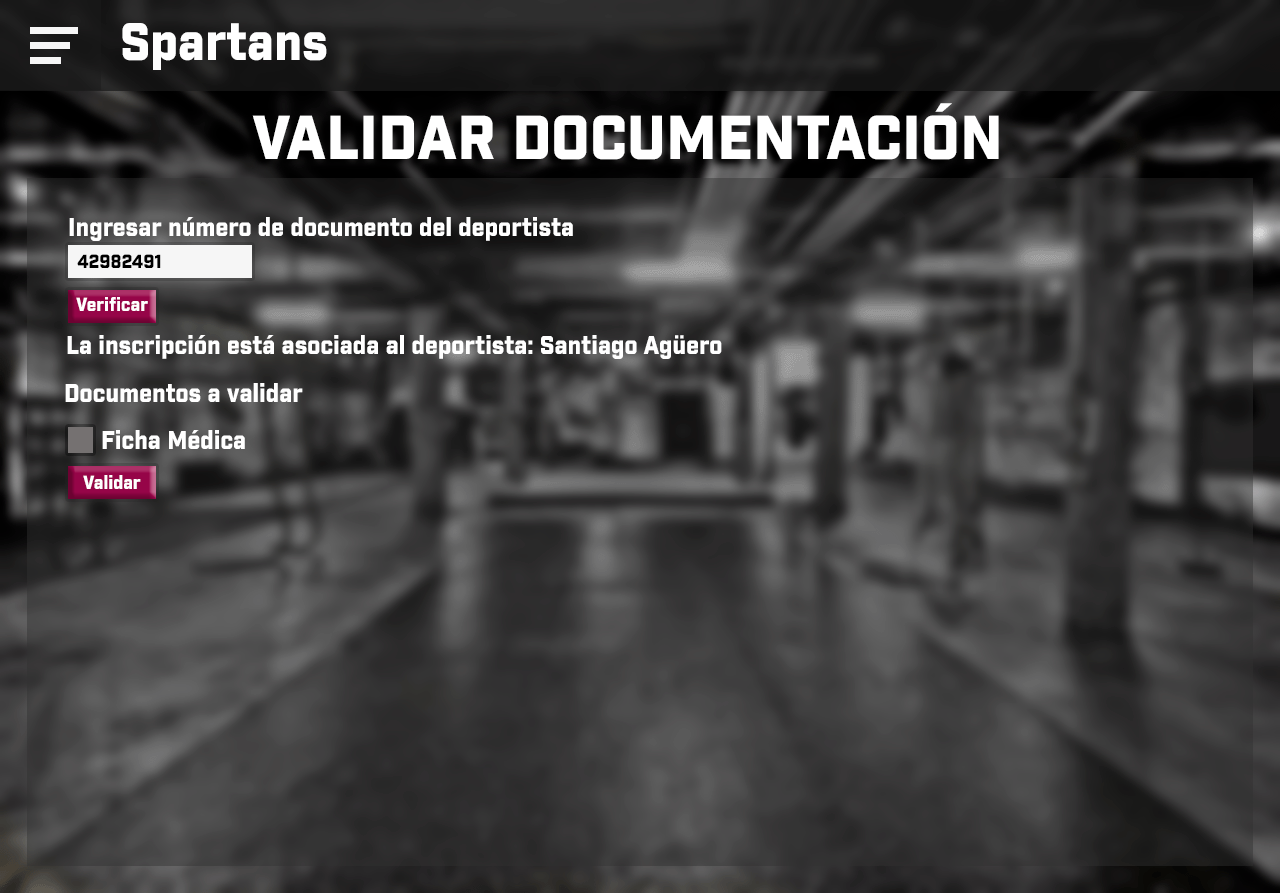 Spartans
VALIDAR DOCUMENTACIÓN
Ingresar número de documento del deportista
42982491
Verificar
La inscripción está asociada al deportista: Santiago Agüero
Documentos a validar
Ficha Médica
Validar